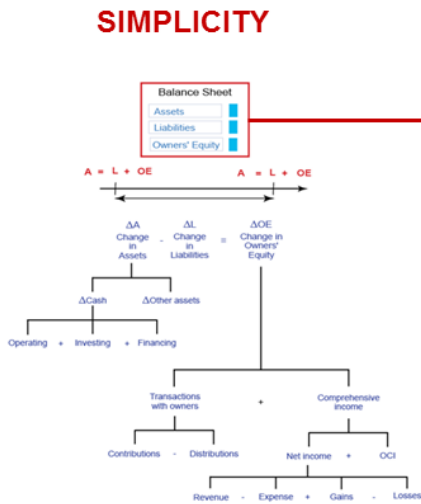 SIMPLICITY
Balance Sheet
Assets
Liabilities
Owners' Equity
A = L + OE A = L + OE
ΔA ΔL ΔOE
Change - Change = Change in
in in Owners'
Assets Liabilities Equity
ΔCash ΔOther assets
Operating + Investing + Financing
Transactions + Comprehensive
with owners income
Contributions - Distributions Net income + OCI
Revenue - Expense + Gains - Losses